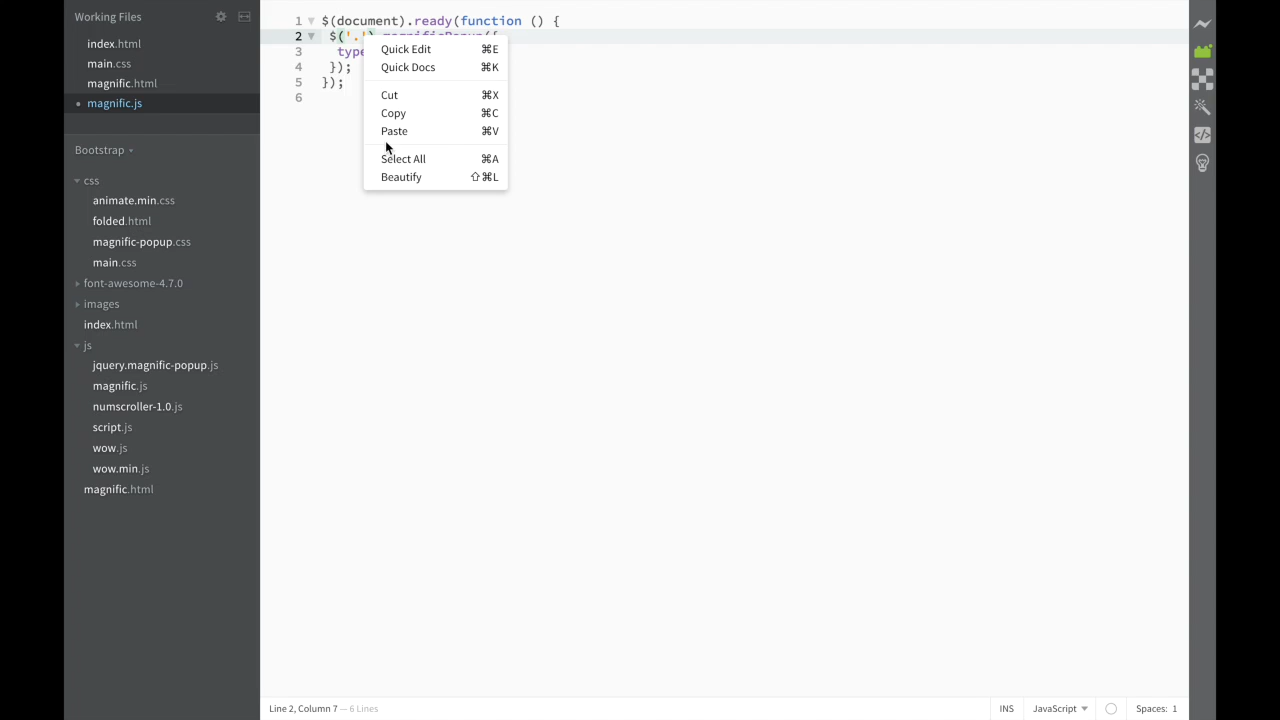 Working Files
index.html
main.css
magnific.html
magnific.js
Bootstrap
css
animate.min.css
folded.html
magnific-popup.css
main.css
font-awesome-4.7.0
images
index.html
js
jquery.magnific-popup.js
magnific.js
numscroller-1.0.js
script.js
wow.js
wow.min.js
magnific.html
1 $(document).ready(function () {
2 $('.')
3 type
4 });
5 });
6
Quick Edit ⌘E
Quick Docs ⌘K
Cut ⌘X
Copy ⌘C
Paste ⌘V
Select All ⌘A
Beautify ⇧⌘L
Line 2, Column 7 — 6 Lines
INS
JavaScript
Spaces: 1